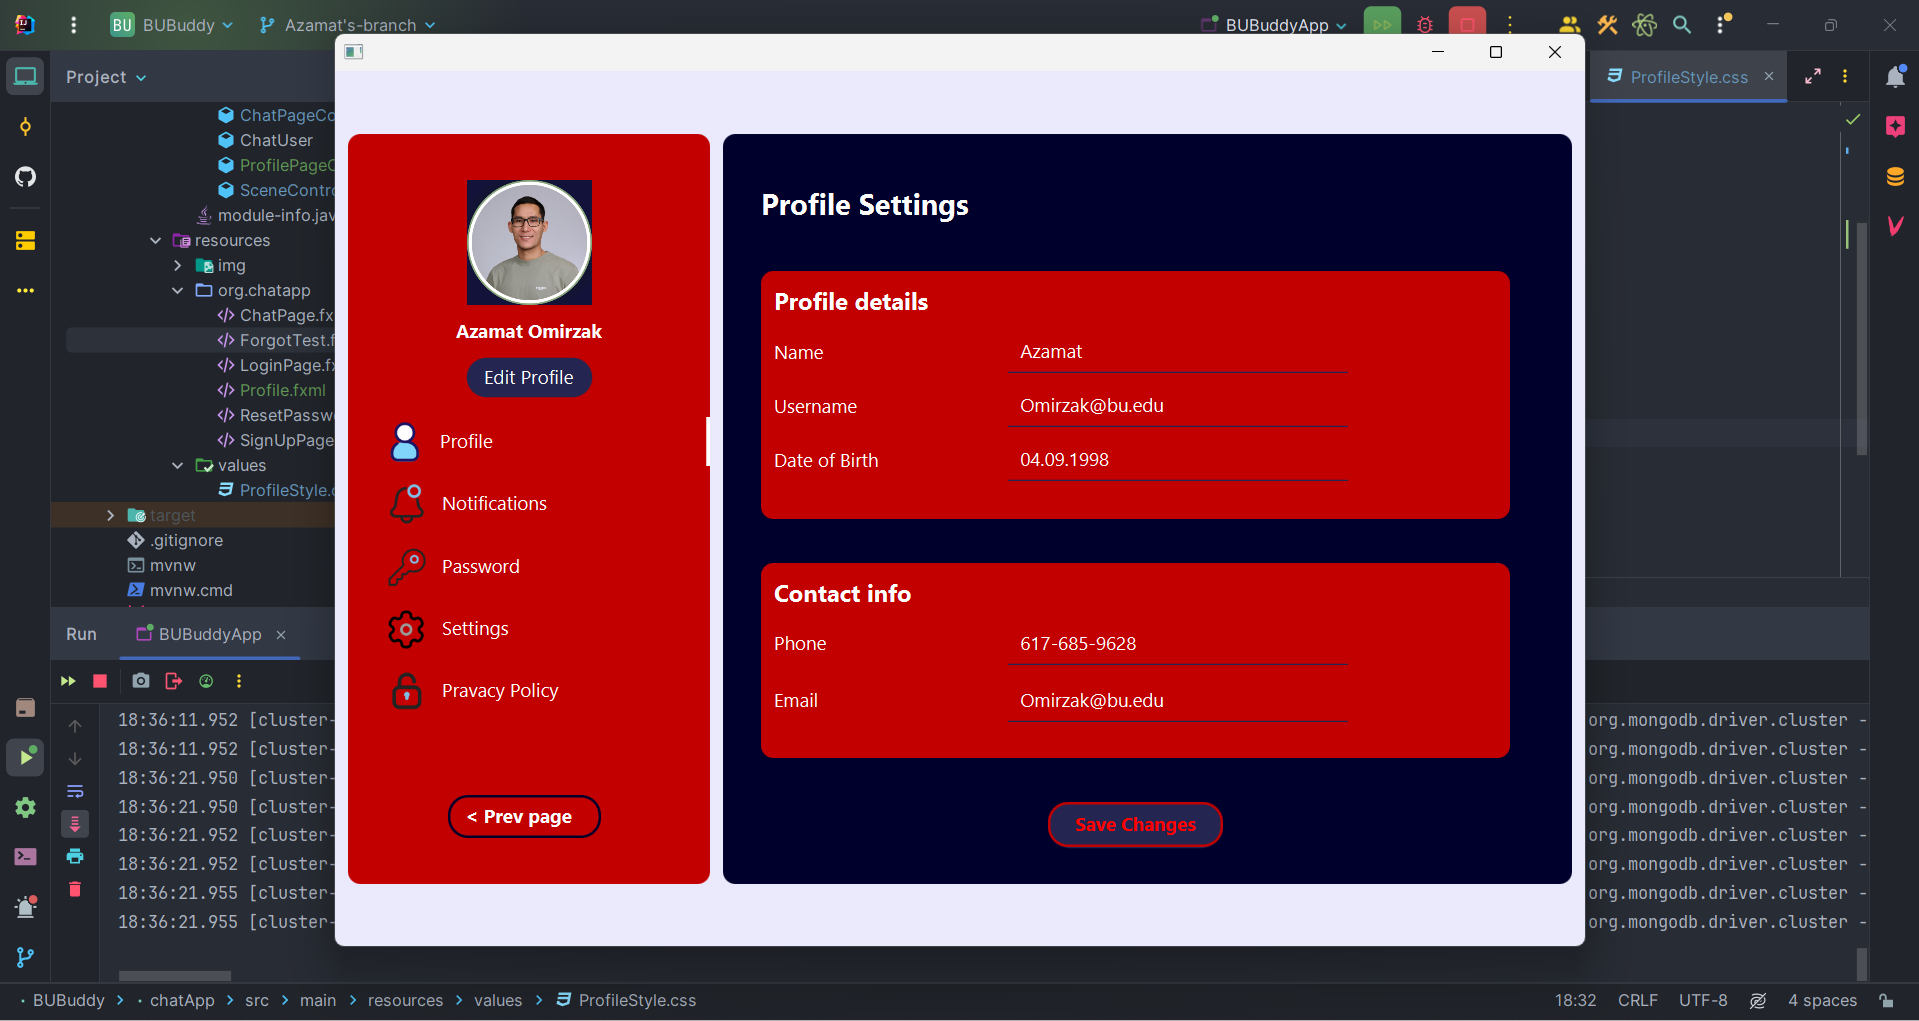 BU BUBuddy Azamat's-branch BUBuddyApp
Project
ProfileStyle.css
ChatPageCo
ChatUser
ProfilePageC
SceneContro
module-info.jav
resources
img
org.chatapp
ChatPage.fx
ForgotTest.f
LoginPage.fx
Profile.fxml
ResetPassw
SignUpPage
values
ProfileStyle.c
target
.gitignore
mvnw
mvnw.cmd
Azamat Omirzak
Edit Profile
Profile
Notifications
Password
Settings
Pravacy Policy
< Prev page
Profile Settings
Profile details
Name Azamat
Username Omirzak@bu.edu
Date of Birth 04.09.1998
Contact info
Phone 617-685-9628
Email Omirzak@bu.edu
Save Changes
Run BUBuddyApp
18:36:11.952 [cluster- org.mongodb.driver.cluster -
18:36:11.952 [cluster- org.mongodb.driver.cluster -
18:36:21.950 [cluster- org.mongodb.driver.cluster -
18:36:21.950 [cluster- org.mongodb.driver.cluster -
18:36:21.952 [cluster- org.mongodb.driver.cluster -
18:36:21.952 [cluster- org.mongodb.driver.cluster -
18:36:21.955 [cluster- org.mongodb.driver.cluster -
18:36:21.955 [cluster- org.mongodb.driver.cluster -
BUBuddy > chatApp > src > main > resources > values > ProfileStyle.css 18:32 CRLF UTF-8 4 spaces